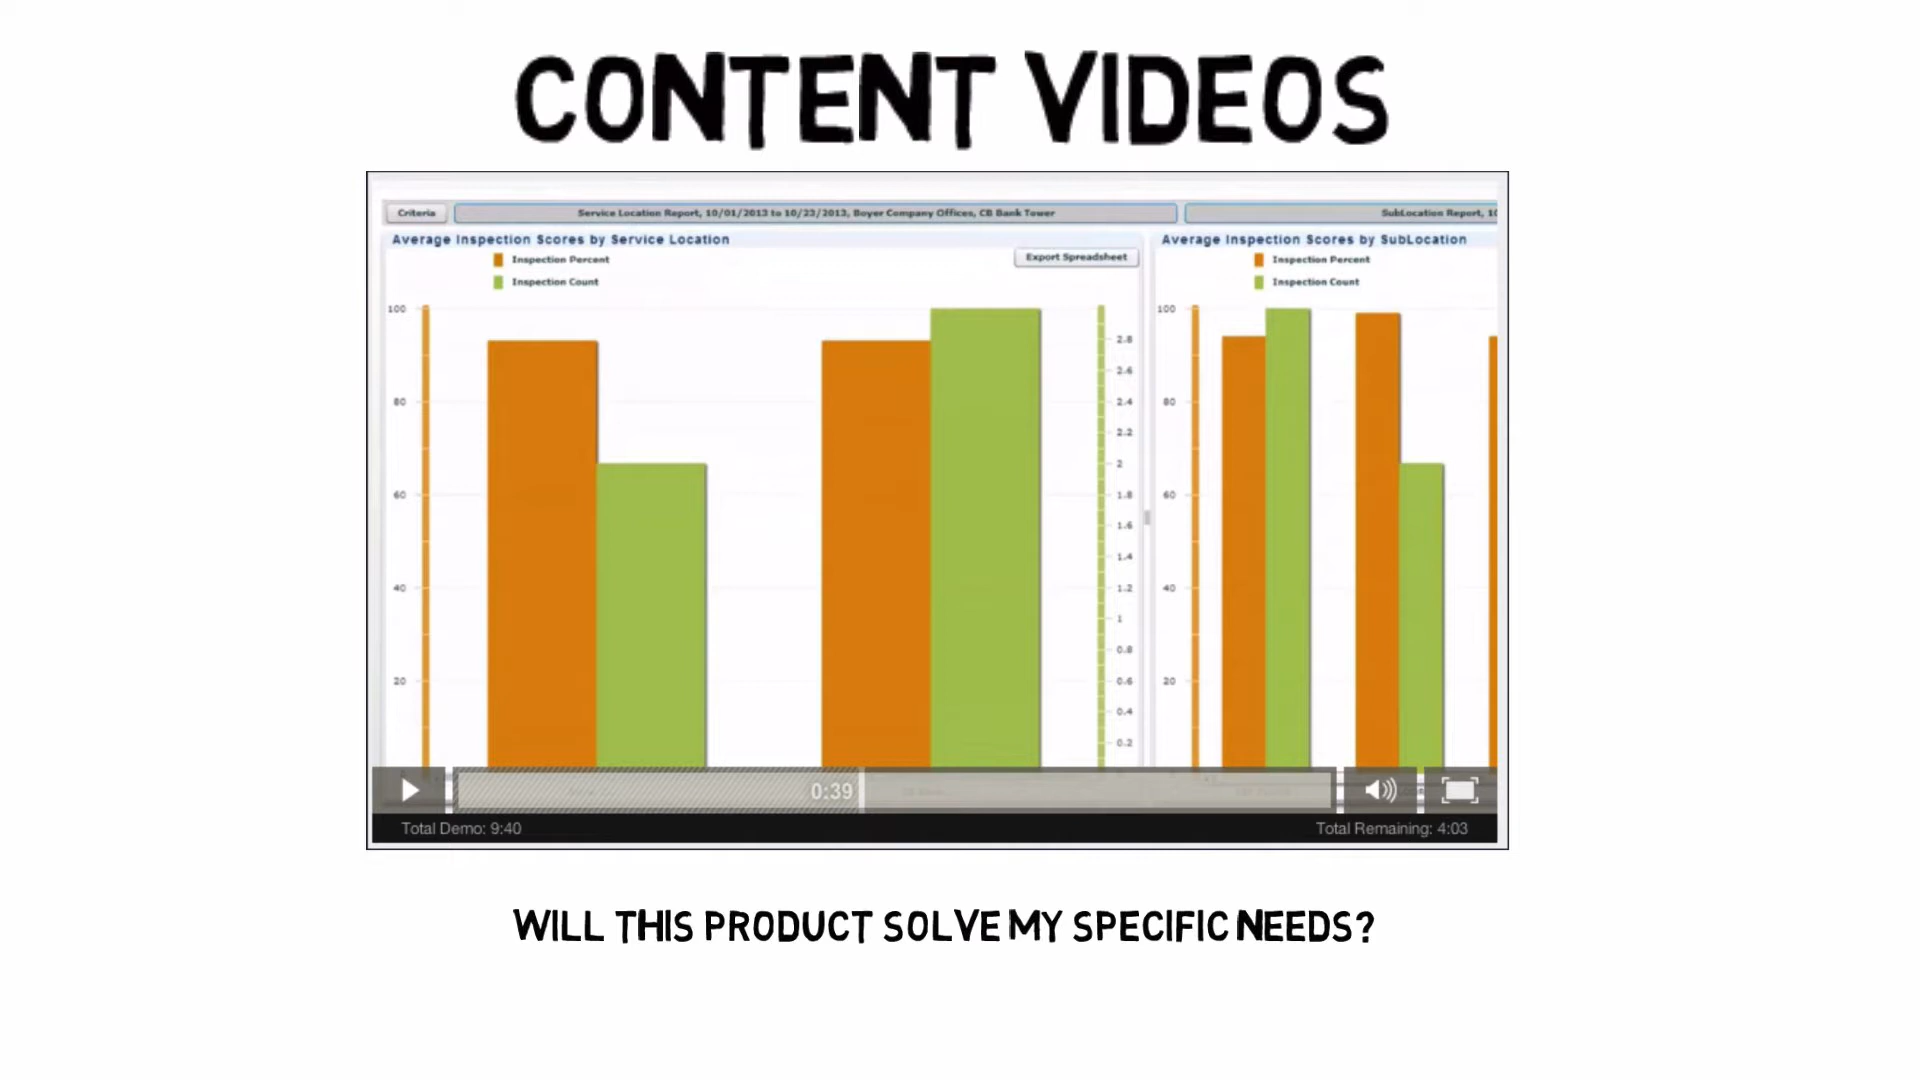 CONTENT VIDEOS
Criteria
Service Location Report, 10/01/2013 to 10/23/2013, Boyer Company Offices, CB Bank Tower
SubLocation Report, 10
Average Inspection Scores by Service Location
Inspection Percent
Inspection Count
Export Spreadsheet
100
80
60
40
20
2.8
2.6
2.4
2.2
2
1.8
1.6
1.4
1.2
1
0.8
0.6
0.4
0.2
Average Inspection Scores by SubLocation
Inspection Percent
Inspection Count
100
80
60
40
20
0:39
Total Demo: 9:40
Total Remaining: 4:03
WILL THIS PRODUCT SOLVE MY SPECIFIC NEEDS?